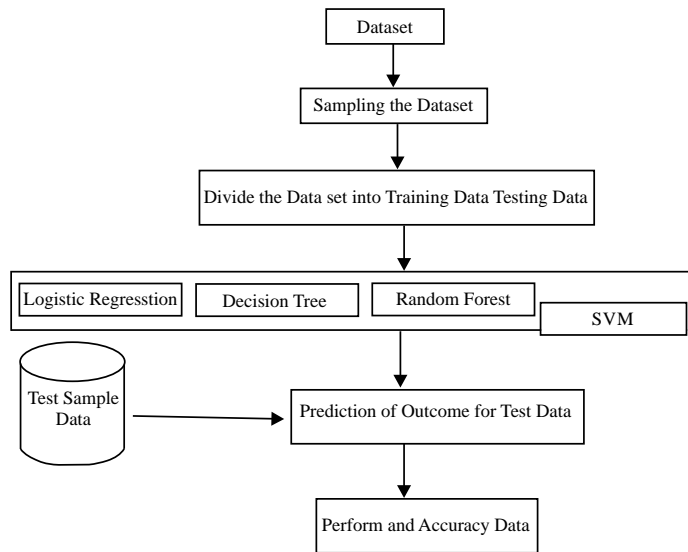 Dataset
Sampling the Dataset
Divide the Data set into Training Data Testing Data
Logistic Regresstion
Decision Tree
Random Forest
SVM
Test Sample
Data
Prediction of Outcome for Test Data
Perform and Accuracy Data